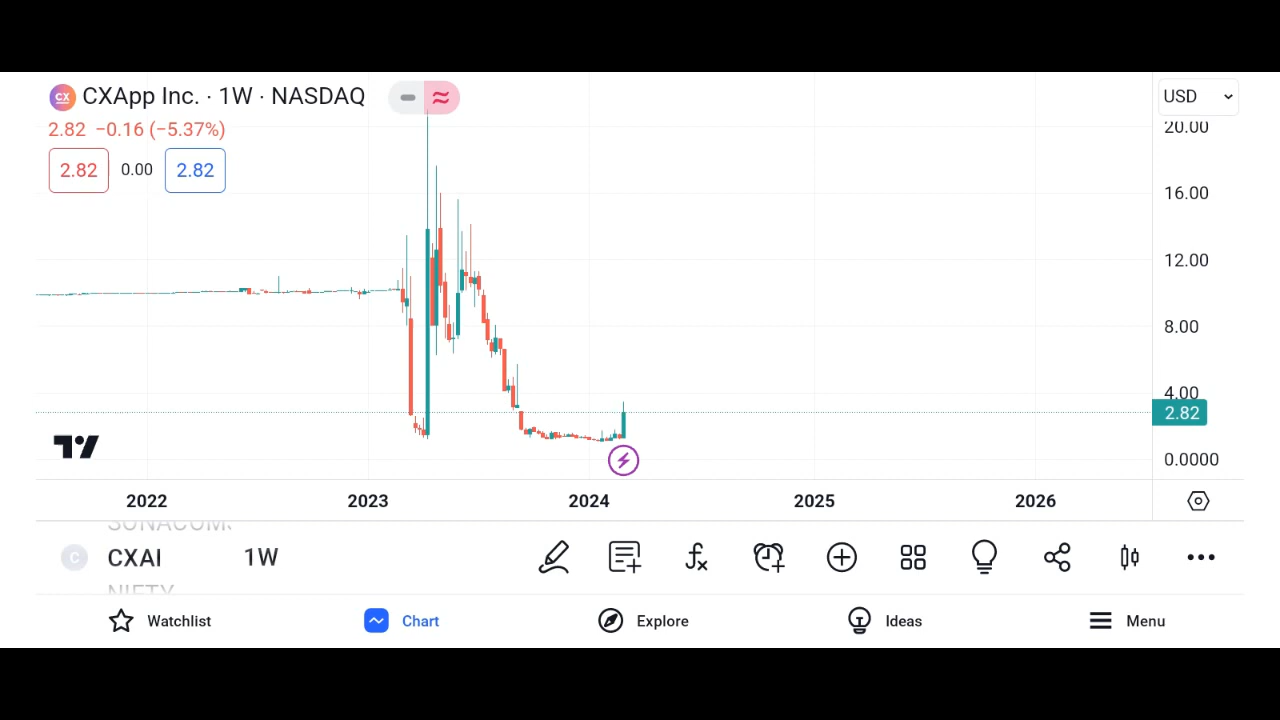 CX CXApp Inc. · 1W · NASDAQ
USD
2.82 −0.16 (−5.37%)
2.82 0.00 2.82
20.00
16.00
12.00
8.00
4.00
2.82
0.0000
2022 2023 2024 2025 2026
C CXAI 1W
NIFTY
Watchlist Chart Explore Ideas Menu